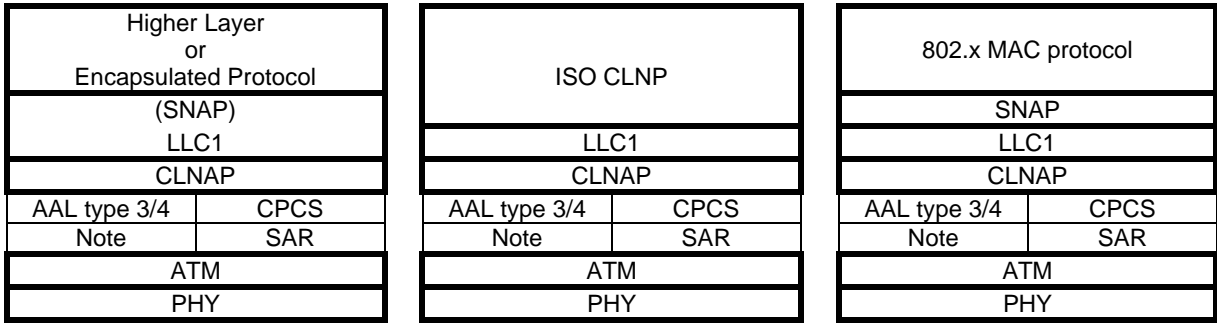 Higher Layer
or
Encapsulated Protocol
(SNAP)
LLC1
CLNAP
AAL type 3/4 CPCS
Note SAR
ATM
PHY
ISO CLNP
LLC1
CLNAP
AAL type 3/4 CPCS
Note SAR
ATM
PHY
802.x MAC protocol
SNAP
LLC1
CLNAP
AAL type 3/4 CPCS
Note SAR
ATM
PHY